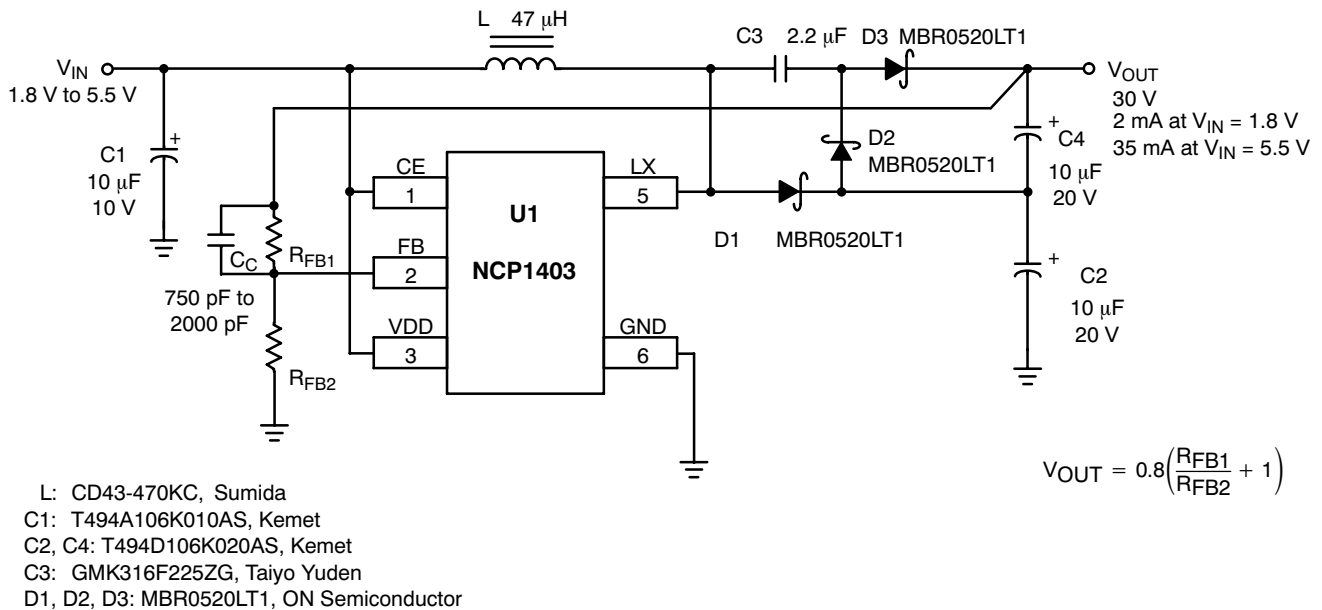 L 47 μH
C3 2.2 μF D3 MBR0520LT1
VIN
1.8 V to 5.5 V
VOUT
30 V
2 mA at VIN = 1.8 V
35 mA at VIN = 5.5 V
C1
10 μF
10 V
+
CC
750 pF to
2000 pF
RFB1
RFB2
CE
1
FB
2
VDD
3
U1
NCP1403
LX
5
GND
6
D2
MBR0520LT1
D1 MBR0520LT1
+
C4
10 μF
20 V
+
C2
10 μF
20 V
VOUT = 0.8(RFB1/RFB2 + 1)
L: CD43-470KC, Sumida
C1: T494A106K010AS, Kemet
C2, C4: T494D106K020AS, Kemet
C3: GMK316F225ZG, Taiyo Yuden
D1, D2, D3: MBR0520LT1, ON Semiconductor